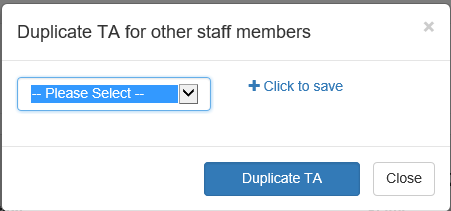 Duplicate TA for other staff members ×
-- Please Select --
+ Click to save
Duplicate TA
Close